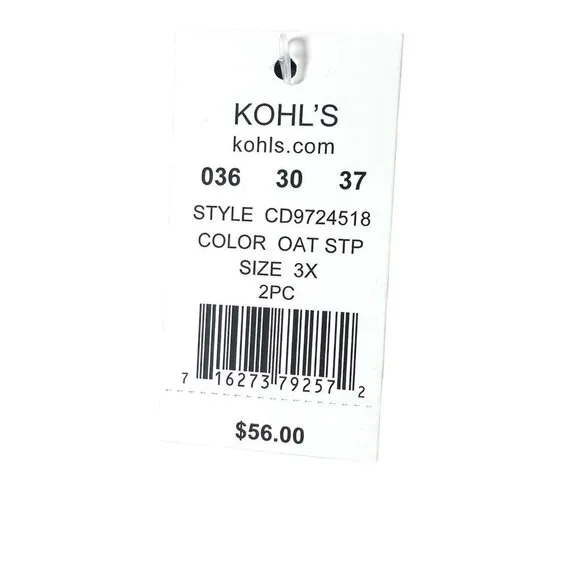 KOHL'S
kohls.com
036 30 37
STYLE CD9724518
COLOR OAT STP
SIZE 3X
2PC
7 16273 79257 2
$56.00